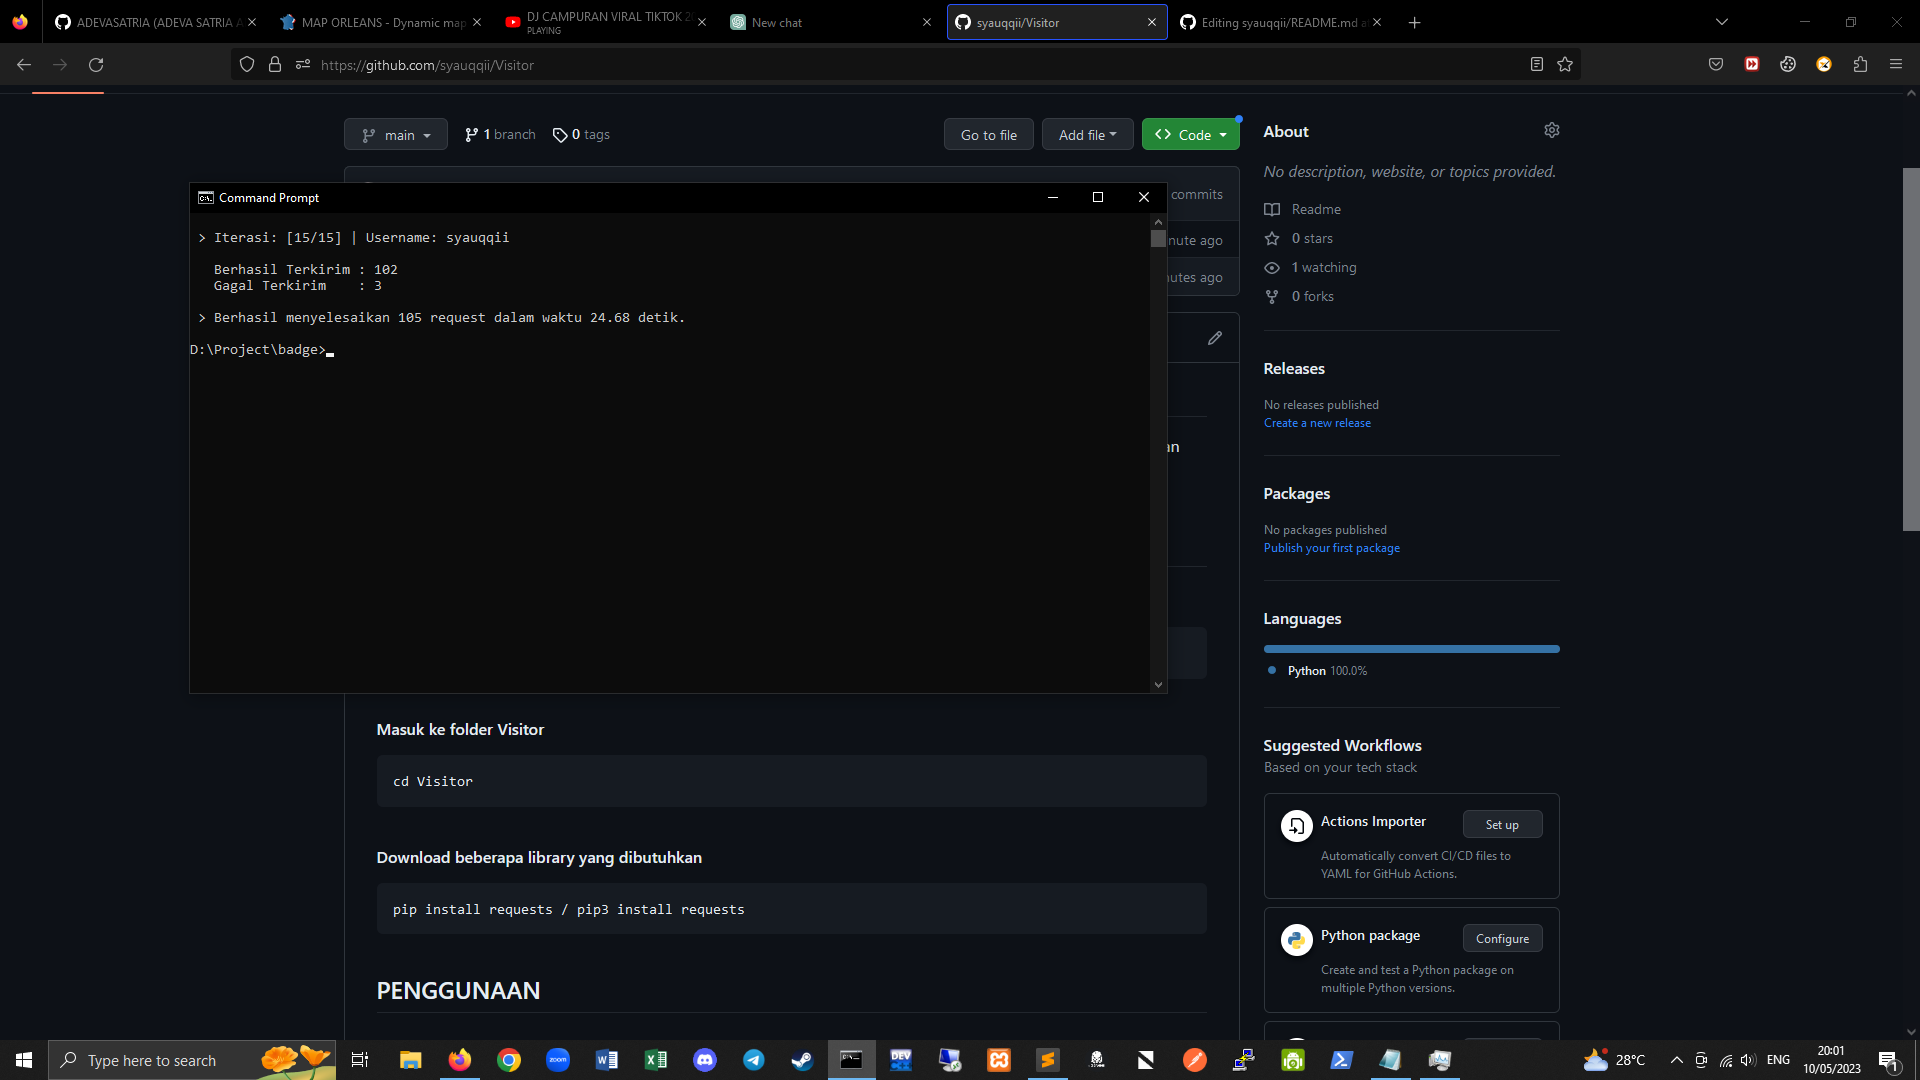 ADEVASATRIA (ADEVA SATRIA A
MAP ORLEANS - Dynamic map
DJ CAMPURAN VIRAL TIKTOK 2
PLAYING
New chat
syauqqii/Visitor
Editing syauqqii/README.md a
https://github.com/syauqqii/Visitor
main
1 branch
0 tags
Go to file
Add file
Code
About
No description, website, or topics provided.
commits
Readme
nute ago
0 stars
1 watching
utes ago
0 forks
Command Prompt
> Iterasi: [15/15] | Username: syauqqii
Berhasil Terkirim : 102
Gagal Terkirim : 3
> Berhasil menyelesaikan 105 request dalam waktu 24.68 detik.
D:\Project\badge>
an
Releases
No releases published
Create a new release
Packages
No packages published
Publish your first package
Languages
Python 100.0%
Masuk ke folder Visitor
cd Visitor
Download beberapa library yang dibutuhkan
pip install requests / pip3 install requests
PENGGUNAAN
Suggested Workflows
Based on your tech stack
Actions Importer
Set up
Automatically convert CI/CD files to
YAML for GitHub Actions.
Python package
Configure
Create and test a Python package on
multiple Python versions.
Type here to search
zoom
DEV
28°C
ENG
20:01
10/05/2023
1